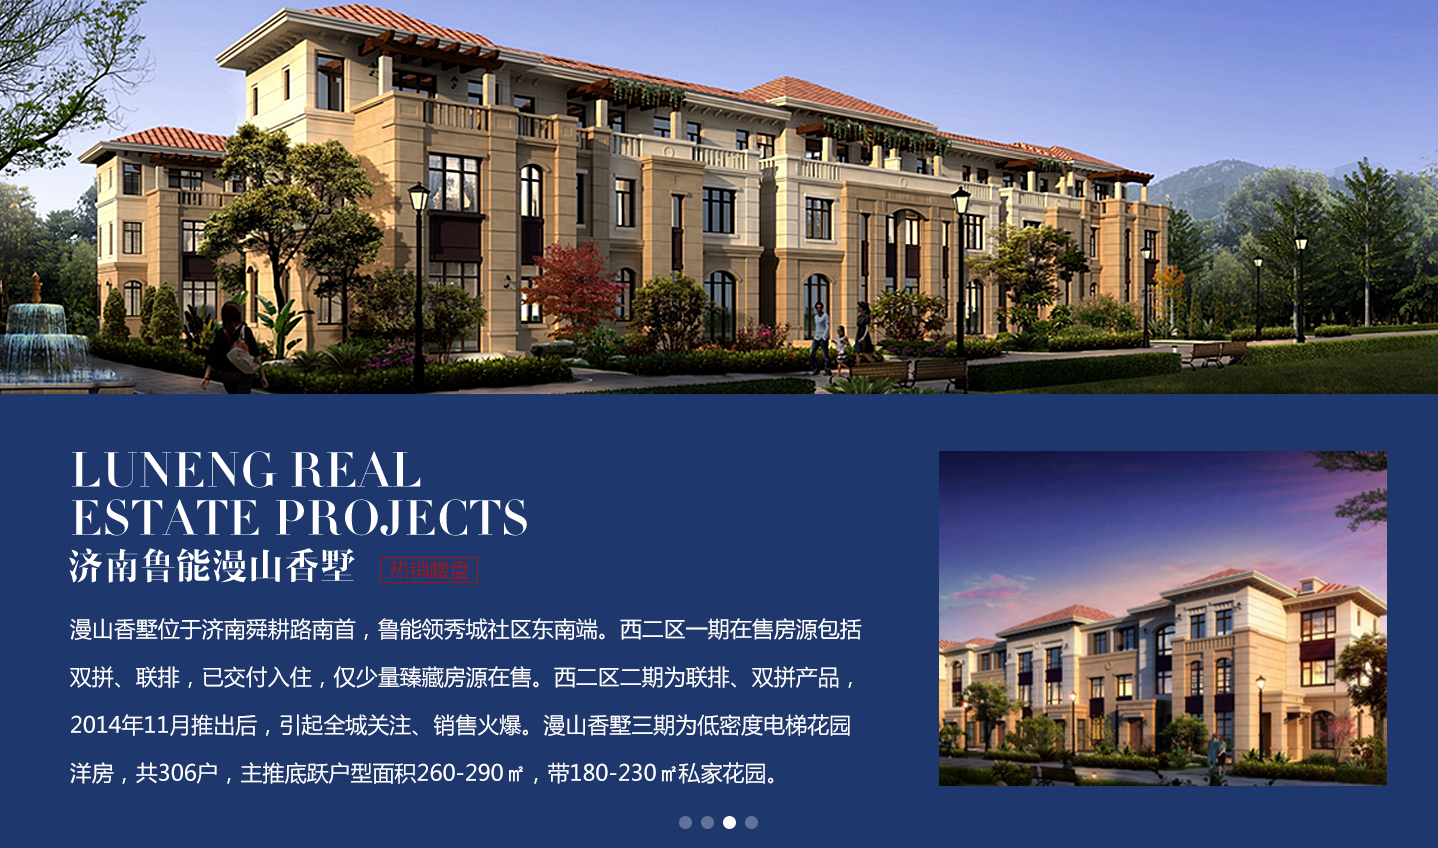 LUNENG REAL
ESTATE PROJECTS
济南鲁能漫山香墅 热销楼盘
漫山香墅位于济南舜耕路南首，鲁能领秀城社区东南端。西二区一期在售房源包括
双拼、联排，已交付入住，仅少量臻藏房源在售。西二区二期为联排、双拼产品，
2014年11月推出后，引起全城关注、销售火爆。漫山香墅三期为低密度电梯花园
洋房，共306户，主推底跃户型面积260-290㎡，带180-230㎡私家花园。